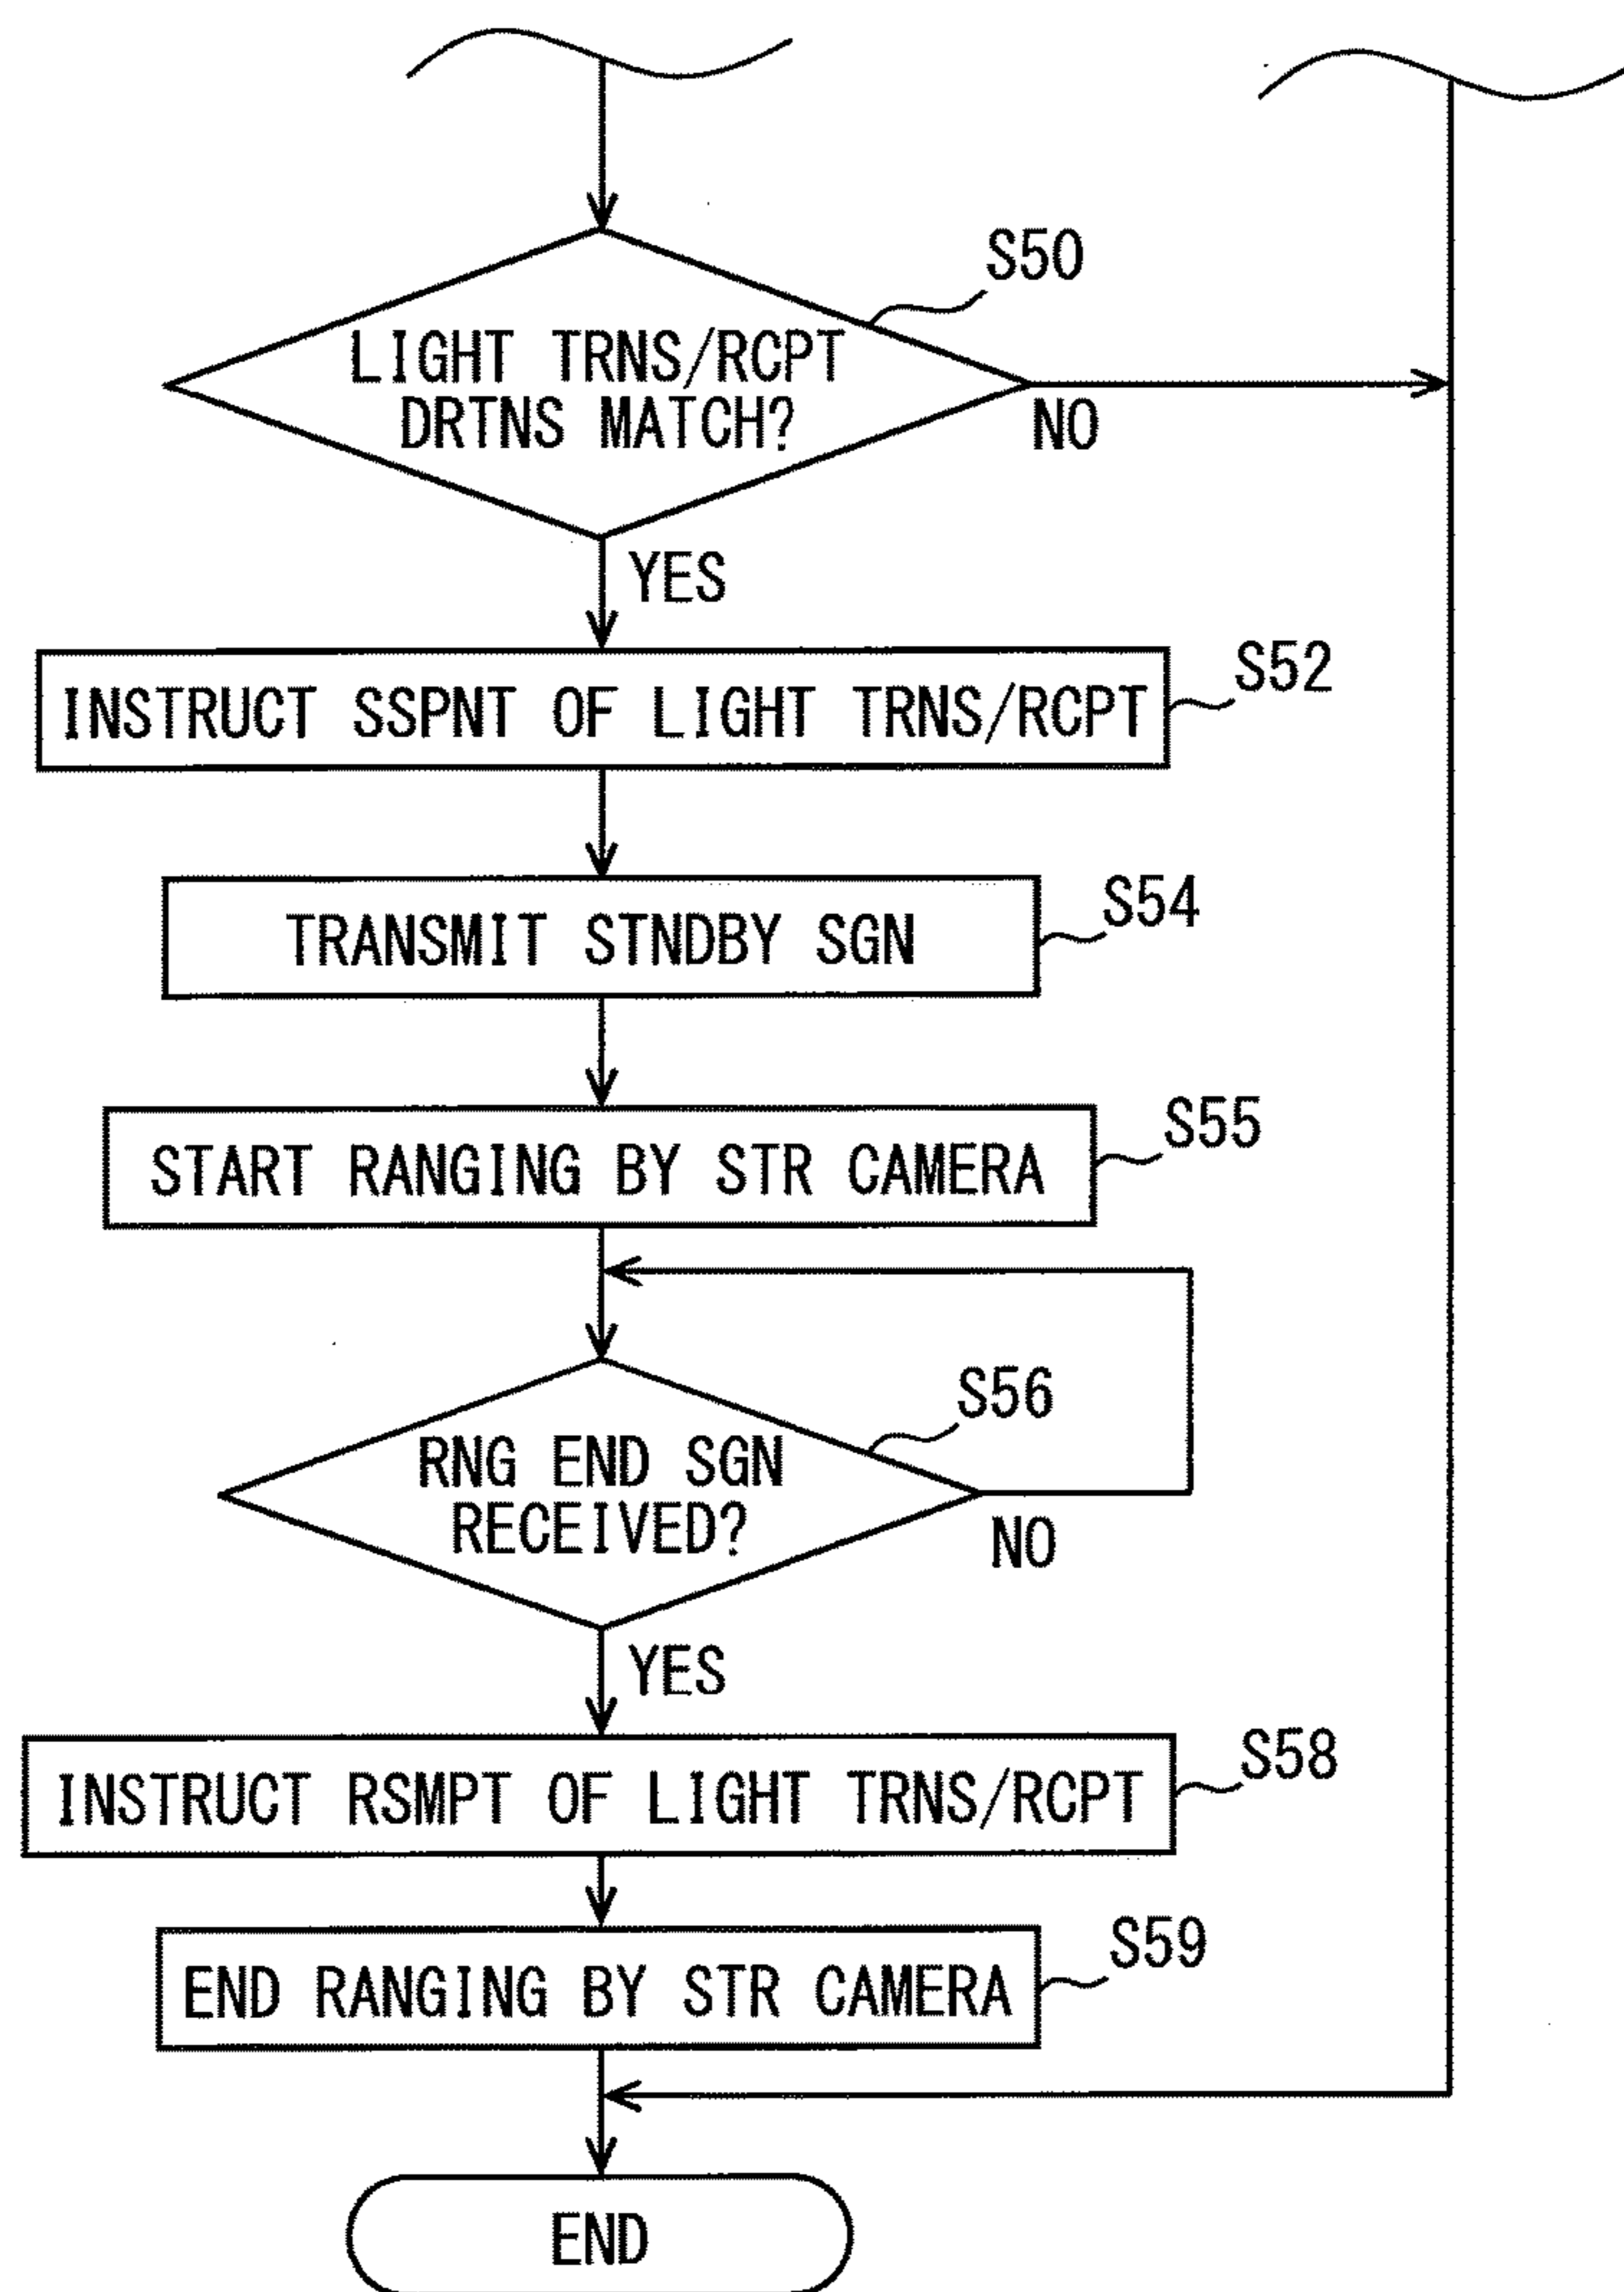 S50
LIGHT TRNS/RCPT
DRTNS MATCH?
NO
YES
S52
INSTRUCT SSPNT OF LIGHT TRNS/RCPT
S54
TRANSMIT STNDBY SGN
S55
START RANGING BY STR CAMERA
S56
RNG END SGN
RECEIVED?
NO
YES
S58
INSTRUCT RSMPT OF LIGHT TRNS/RCPT
S59
END RANGING BY STR CAMERA
END